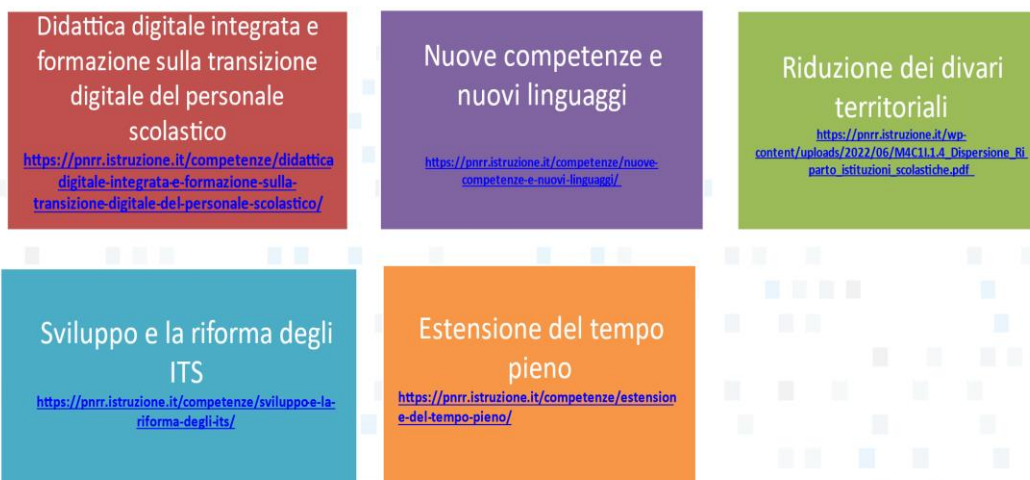 Didattica digitale integrata e
formazione sulla transizione
digitale del personale
scolastico
https://pnrr.istruzione.it/competenze/didattica
digitale-integrata-e-formazione-sulla-
transizione-digitale-del-personale-scolastico/
Nuove competenze e
nuovi linguaggi
https://pnrr.istruzione.it/competenze/nuove-
competenze-e-nuovi-linguaggi/
Riduzione dei divari
territoriali
https://pnrr.istruzione.it/wp-
content/uploads/2022/06/M4C1I.1.4_Dispersione_Ri
parto_istituzioni_scolastiche.pdf
Sviluppo e la riforma degli
ITS
https://pnrr.istruzione.it/competenze/sviluppo-e-la-
riforma-degli-its/
Estensione del tempo
pieno
https://pnrr.istruzione.it/competenze/estension
e-del-tempo-pieno/